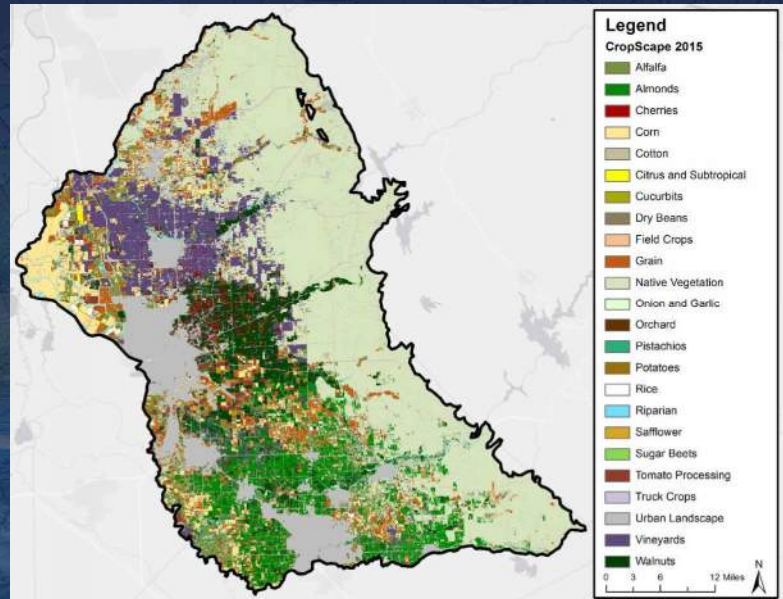 Legend
CropScape 2015
Alfalfa
Almonds
Cherries
Corn
Cotton
Citrus and Subtropical
Cucurbits
Dry Beans
Field Crops
Grain
Native Vegetation
Onion and Garlic
Orchard
Pistachios
Potatoes
Rice
Riparian
Safflower
Sugar Beets
Tomato Processing
Truck Crops
Urban Landscape
Vineyards
Walnuts
N
0 3 6 12 Miles